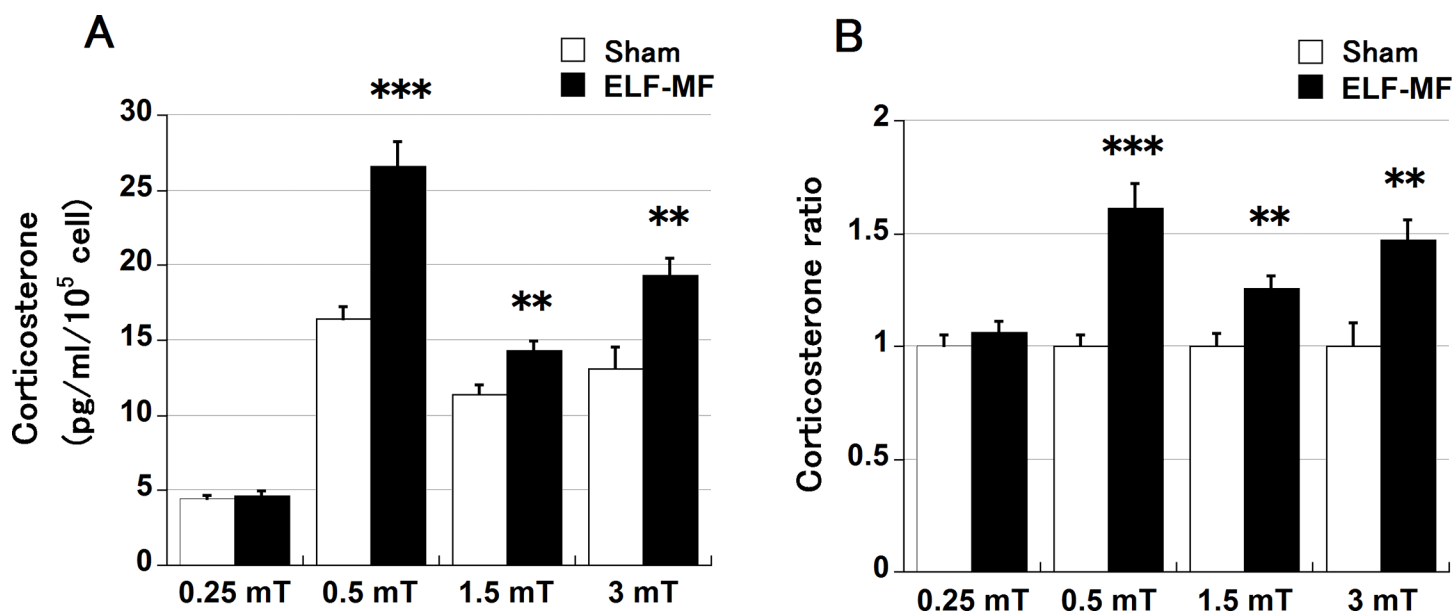 A
Sham
ELF-MF
***
**
**
Corticosterone
(pg/ml/10⁵ cell)
30
25
20
15
10
5
0
0.25 mT 0.5 mT 1.5 mT 3 mT
B
Sham
ELF-MF
***
**
**
Corticosterone ratio
2
1.5
1
0.5
0
0.25 mT 0.5 mT 1.5 mT 3 mT